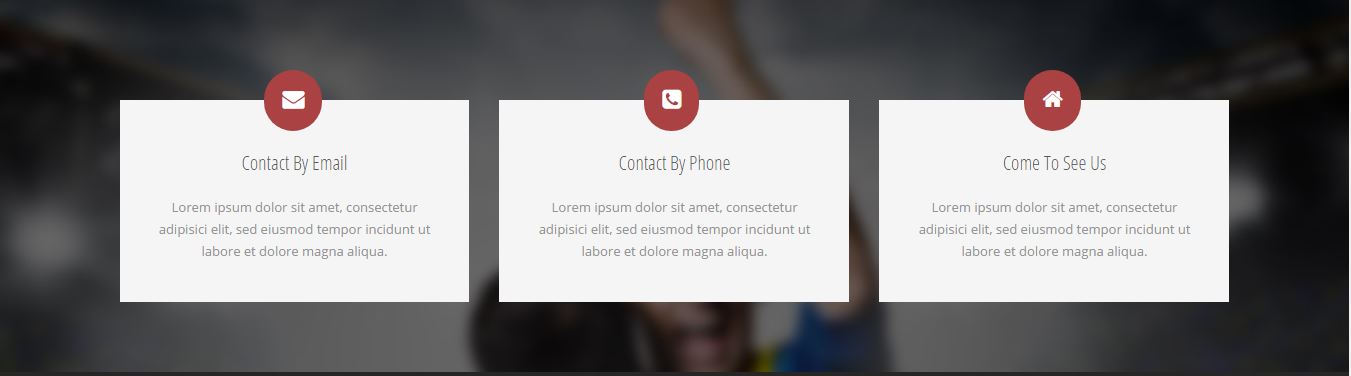 Contact By Email
Lorem ipsum dolor sit amet, consectetur
adipisici elit, sed eiusmod tempor incidunt ut
labore et dolore magna aliqua.
Contact By Phone
Lorem ipsum dolor sit amet, consectetur
adipisici elit, sed eiusmod tempor incidunt ut
labore et dolore magna aliqua.
Come To See Us
Lorem ipsum dolor sit amet, consectetur
adipisici elit, sed eiusmod tempor incidunt ut
labore et dolore magna aliqua.